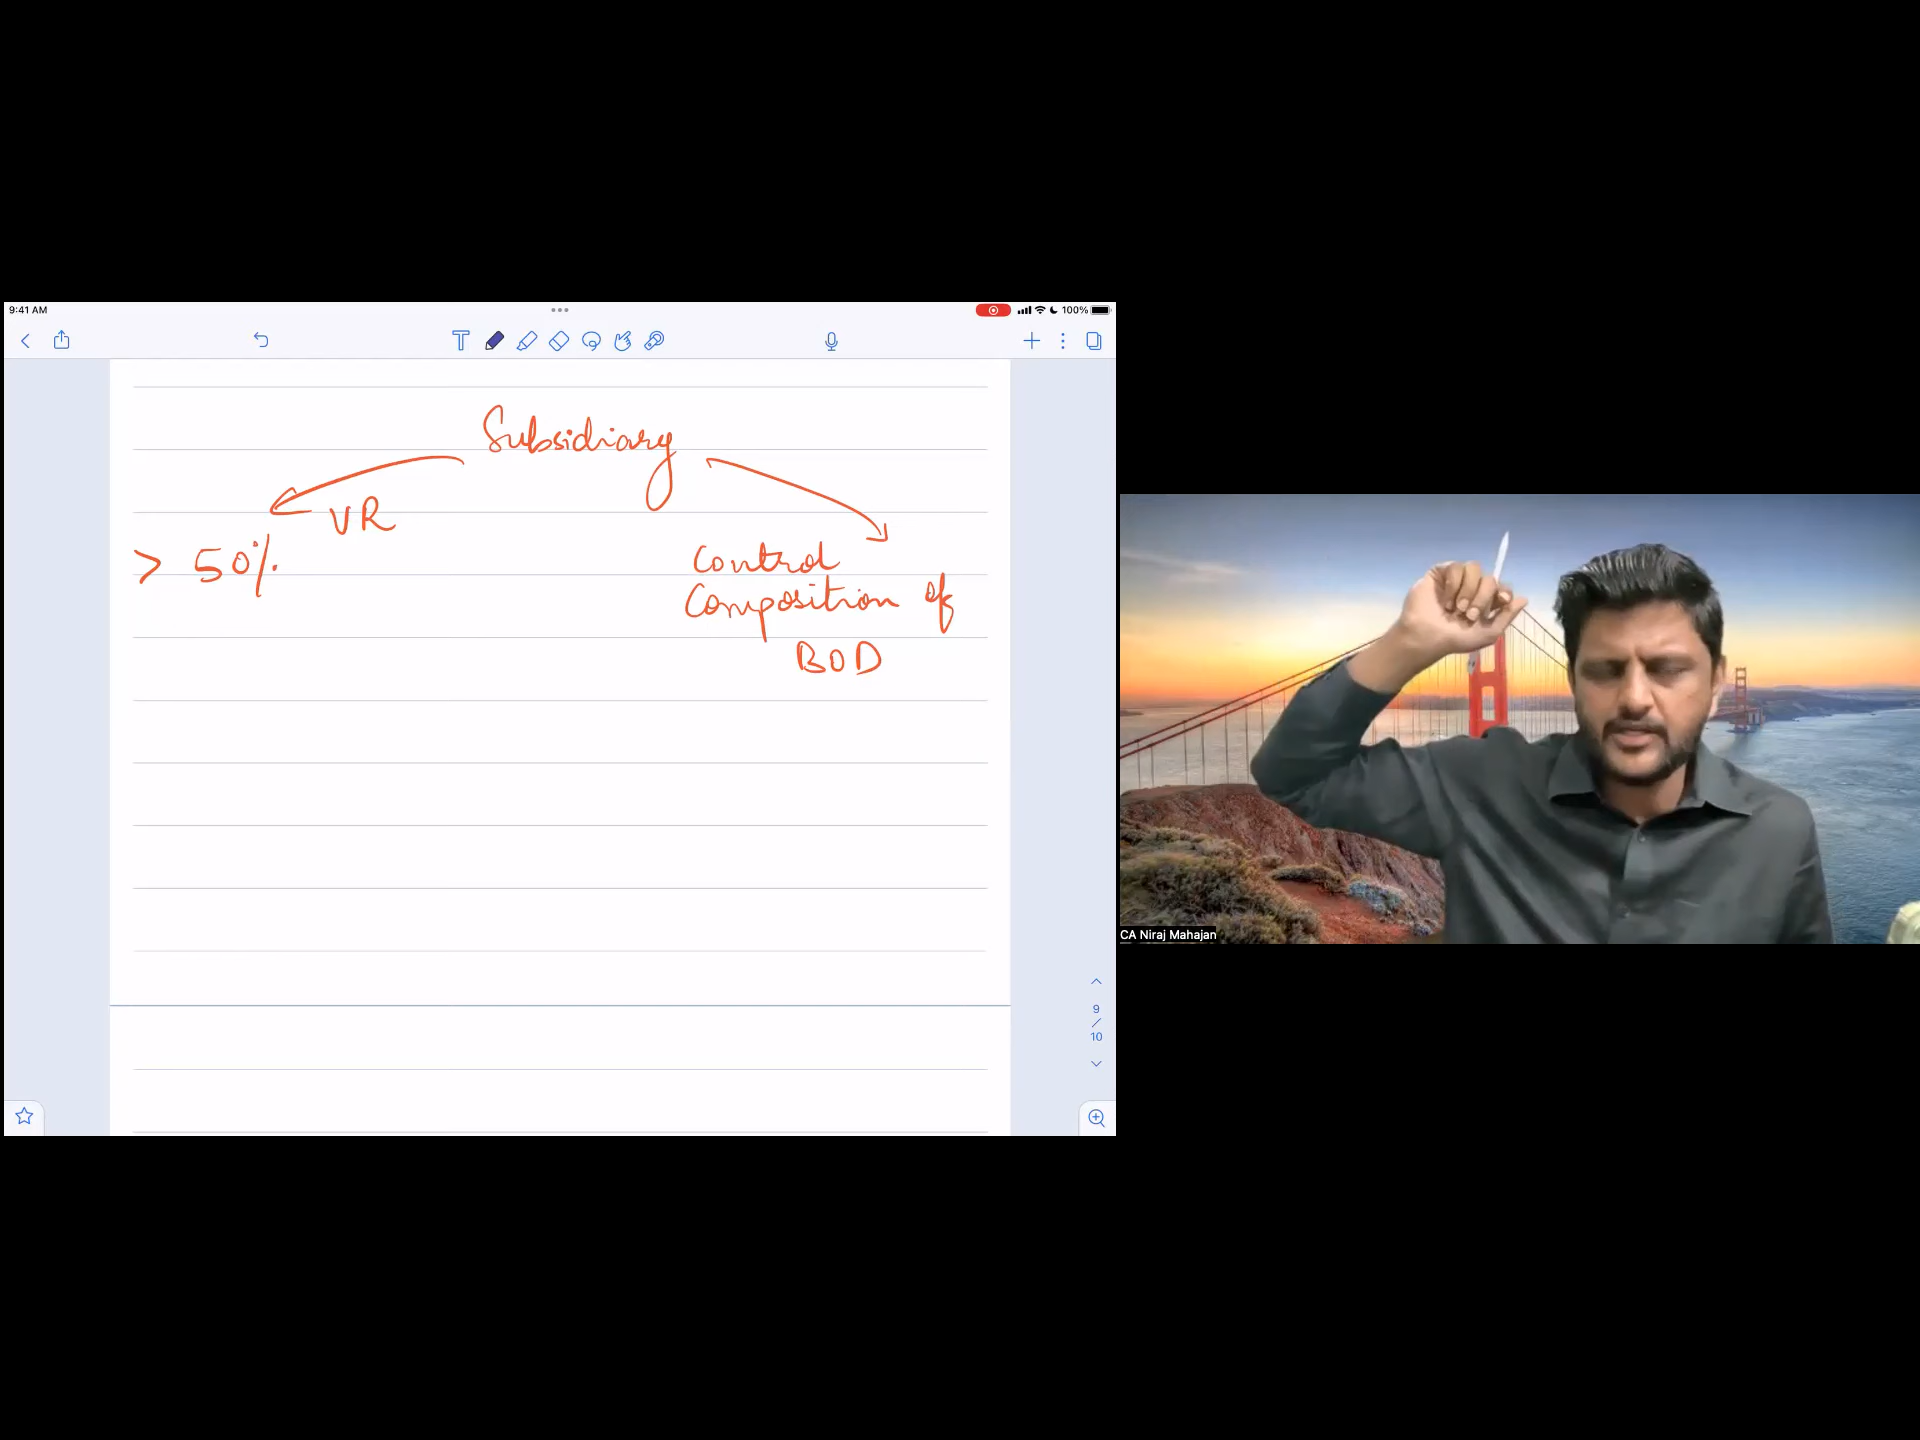 9:41 AM
100%
T
Subsidiary
VR
> 50%
Control
Composition of
BOD
CA Niraj Mahajan
9
/
10